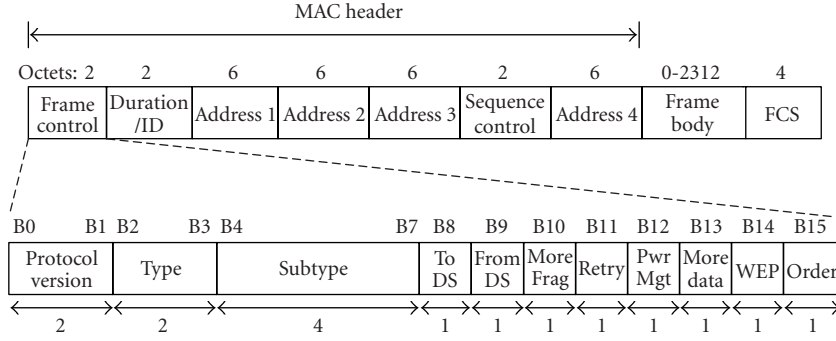 MAC header
Octets: 2 2 6 6 6 2 6 0-2312 4
Frame control
Duration /ID
Address 1
Address 2
Address 3
Sequence control
Address 4
Frame body
FCS
B0 B1 B2 B3 B4 B7 B8 B9 B10 B11 B12 B13 B14 B15
Protocol version
Type
Subtype
To DS
From DS
More Frag
Retry
Pwr Mgt
More data
WEP
Order
2 2 4 1 1 1 1 1 1 1 1